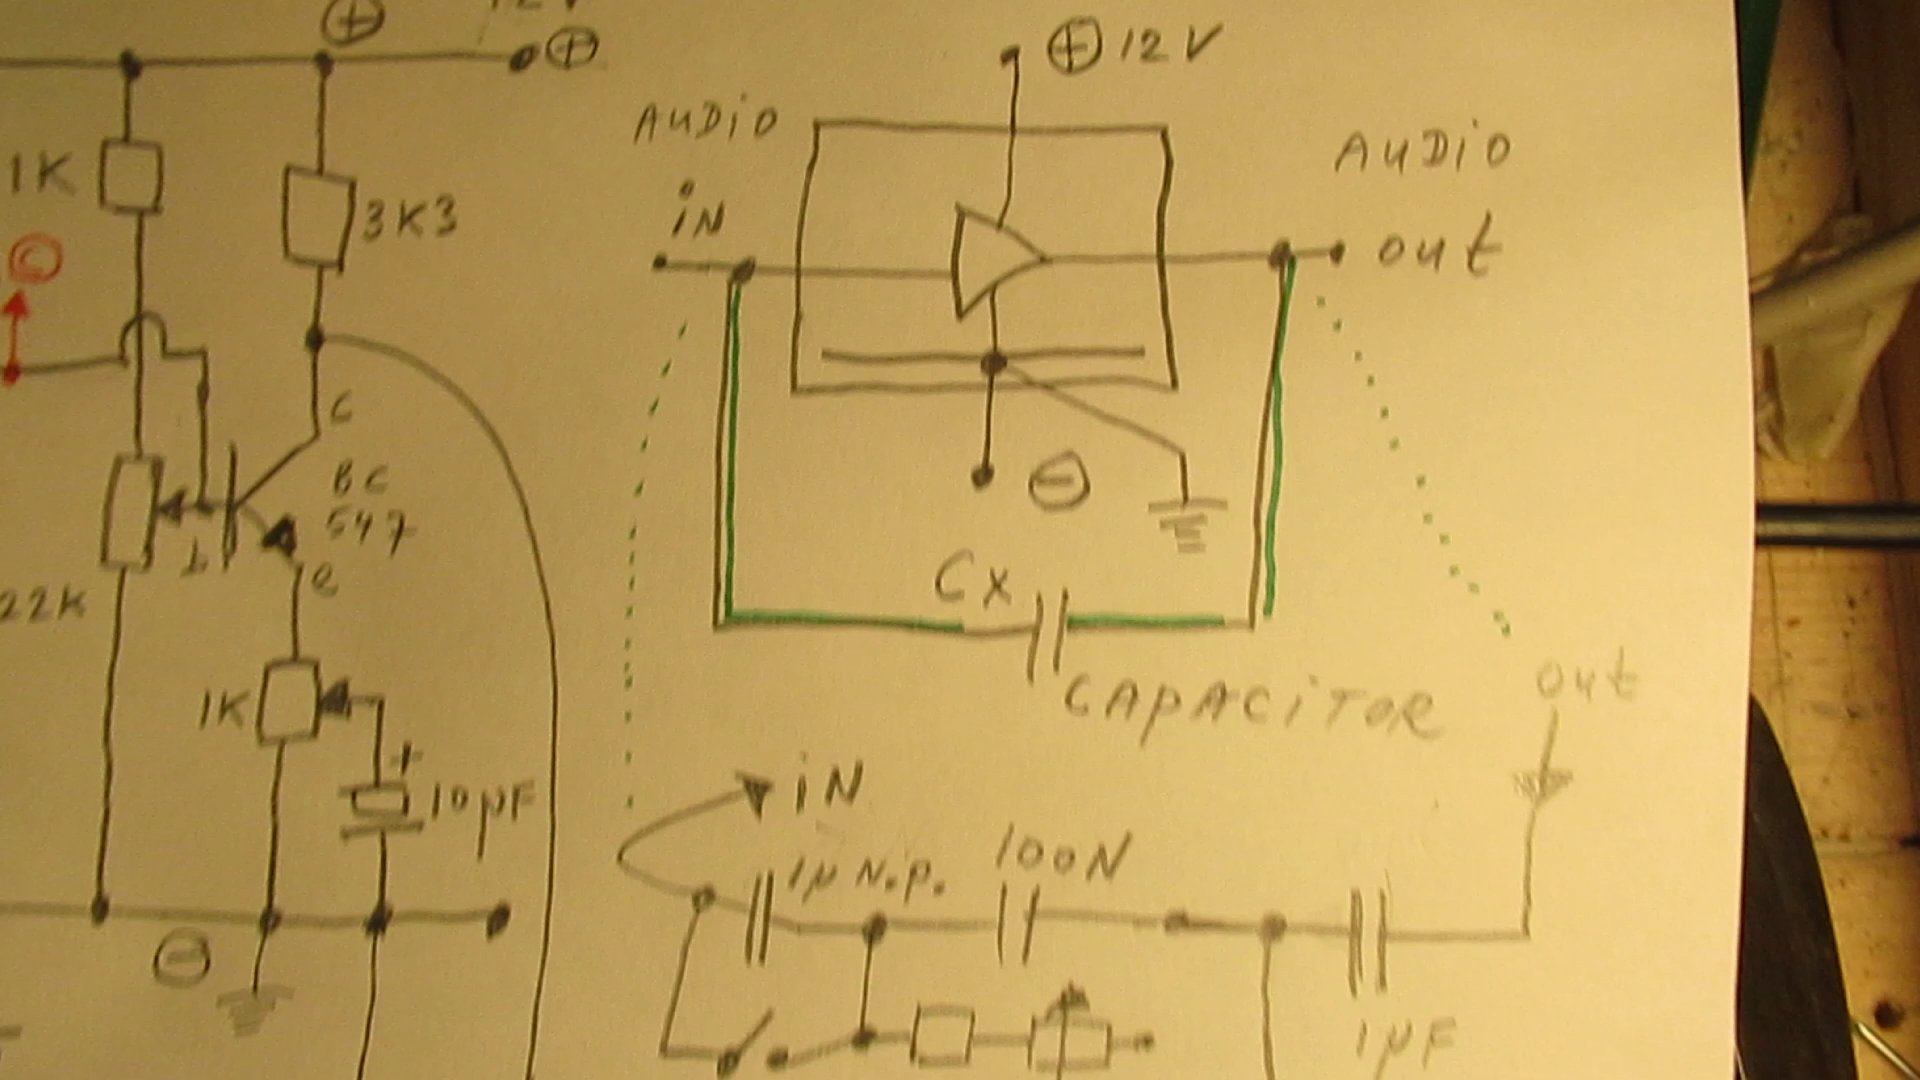 ⊕
⊕
1K
3K3
©
C
BC
547
b
e
22K
1K
+
10µF
⊖
⊕ 12V
AUDiO
iN
AUDiO
out
⊖
Cx
CAPACiTOR
out
iN
1µ N.p.
100N
1µF